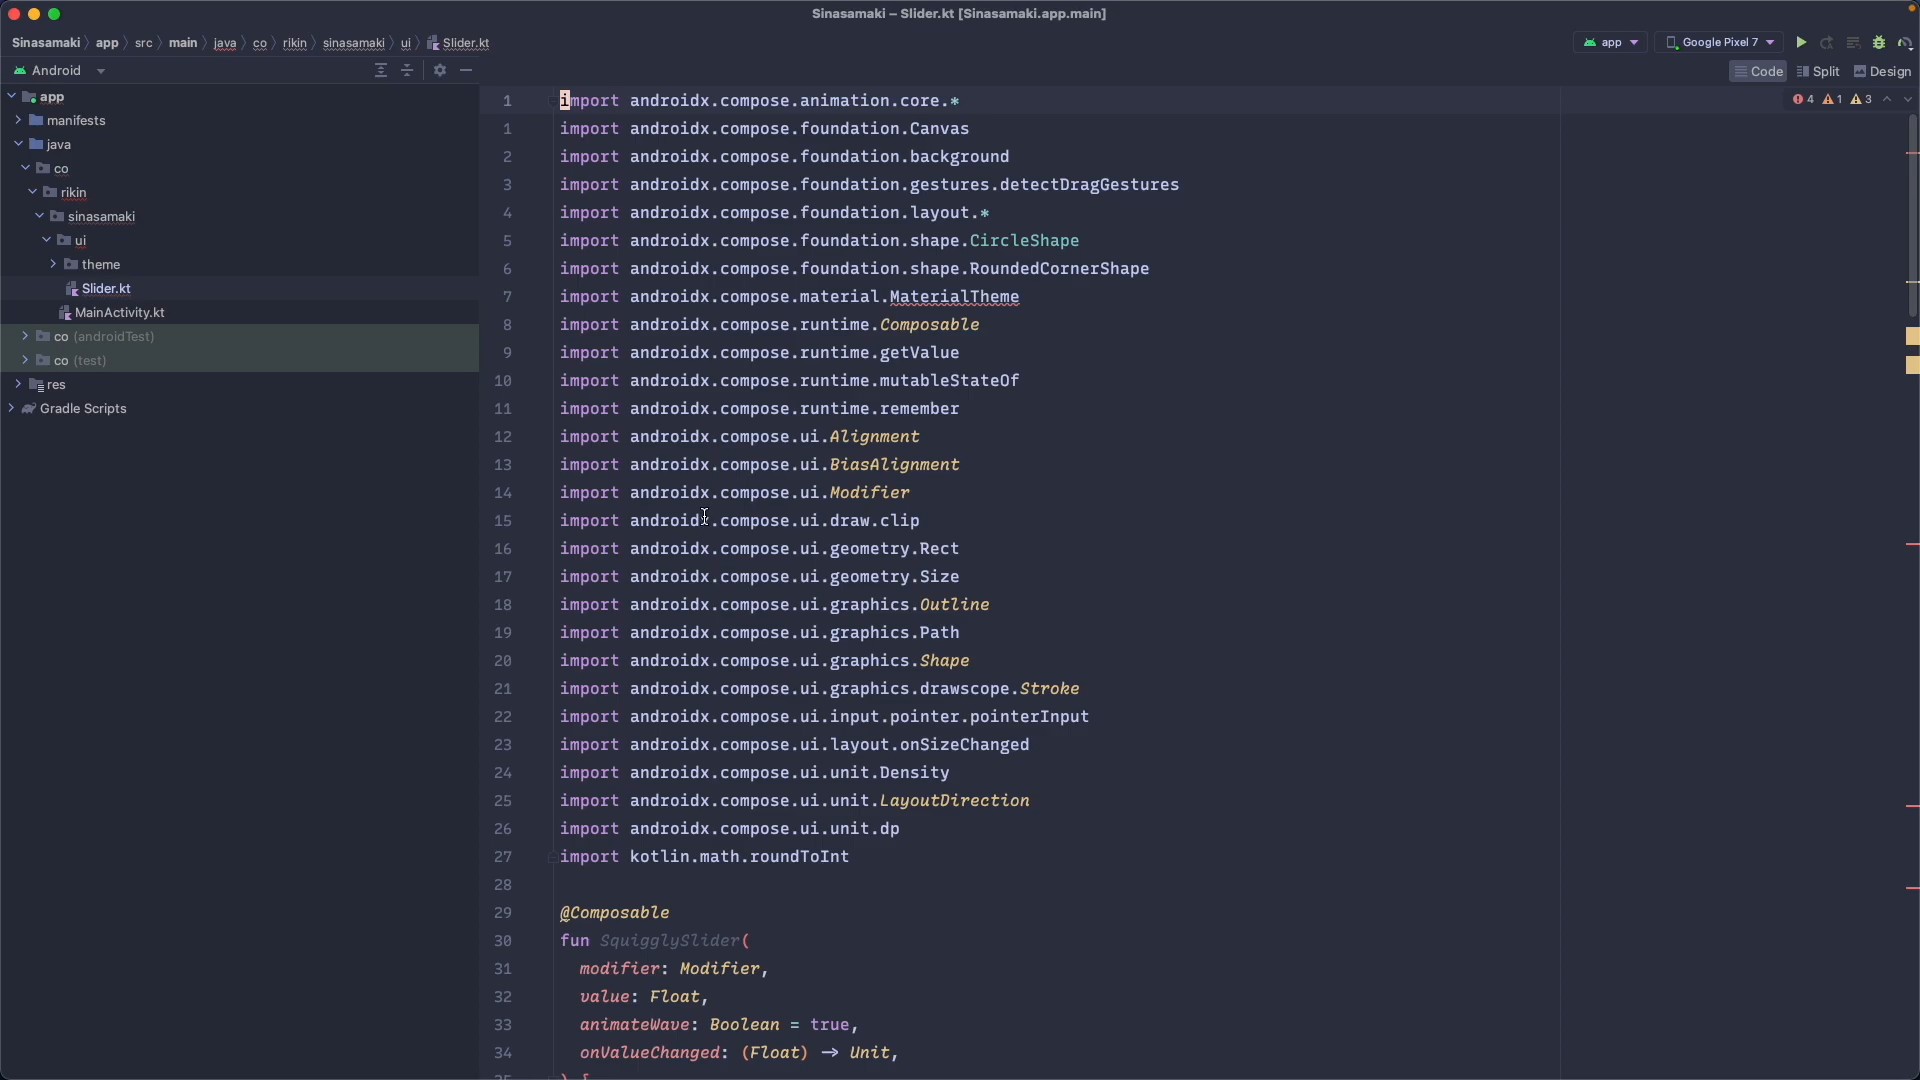 Sinasamaki – Slider.kt [Sinasamaki.app.main]
Sinasamaki app src main java co rikin sinasamaki ui Slider.kt
app Google Pixel 7
Android
Code Split Design
4 1 3
app
manifests
java
co
rikin
sinasamaki
ui
theme
Slider.kt
MainActivity.kt
co (androidTest)
co (test)
res
Gradle Scripts
1 import androidx.compose.animation.core.*
1 import androidx.compose.foundation.Canvas
2 import androidx.compose.foundation.background
3 import androidx.compose.foundation.gestures.detectDragGestures
4 import androidx.compose.foundation.layout.*
5 import androidx.compose.foundation.shape.CircleShape
6 import androidx.compose.foundation.shape.RoundedCornerShape
7 import androidx.compose.material.MaterialTheme
8 import androidx.compose.runtime.Composable
9 import androidx.compose.runtime.getValue
10 import androidx.compose.runtime.mutableStateOf
11 import androidx.compose.runtime.remember
12 import androidx.compose.ui.Alignment
13 import androidx.compose.ui.BiasAlignment
14 import androidx.compose.ui.Modifier
15 import androidx.compose.ui.draw.clip
16 import androidx.compose.ui.geometry.Rect
17 import androidx.compose.ui.geometry.Size
18 import androidx.compose.ui.graphics.Outline
19 import androidx.compose.ui.graphics.Path
20 import androidx.compose.ui.graphics.Shape
21 import androidx.compose.ui.graphics.drawscope.Stroke
22 import androidx.compose.ui.input.pointer.pointerInput
23 import androidx.compose.ui.layout.onSizeChanged
24 import androidx.compose.ui.unit.Density
25 import androidx.compose.ui.unit.LayoutDirection
26 import androidx.compose.ui.unit.dp
27 import kotlin.math.roundToInt
28
29 @Composable
30 fun SquigglySlider(
31 modifier: Modifier,
32 value: Float,
33 animateWave: Boolean = true,
34 onValueChanged: (Float) → Unit,